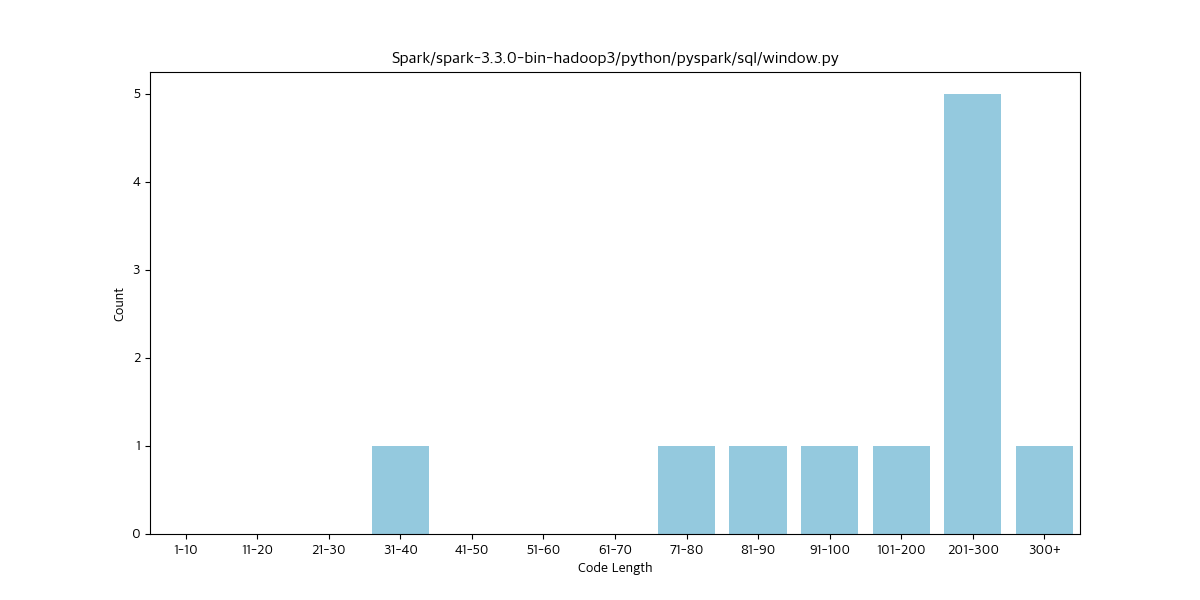 Spark/spark-3.3.0-bin-hadoop3/python/pyspark/sql/window.py
5
4
3
2
1
0
Count
1-10 11-20 21-30 31-40 41-50 51-60 61-70 71-80 81-90 91-100 101-200 201-300 300+
Code Length